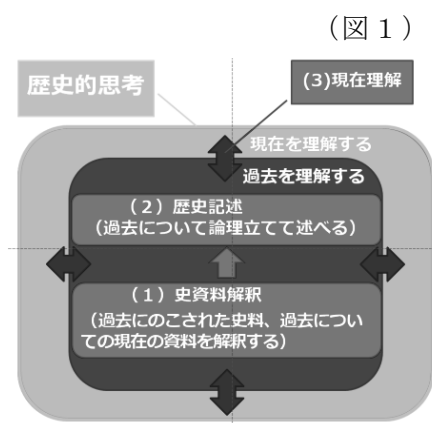 （図１）
歴史的思考
(3)現在理解
現在を理解する
過去を理解する
（２）歴史記述
（過去について論理立てて述べる）
（１）史資料解釈
（過去にのこされた史料、過去につい
ての現在の資料を解釈する）